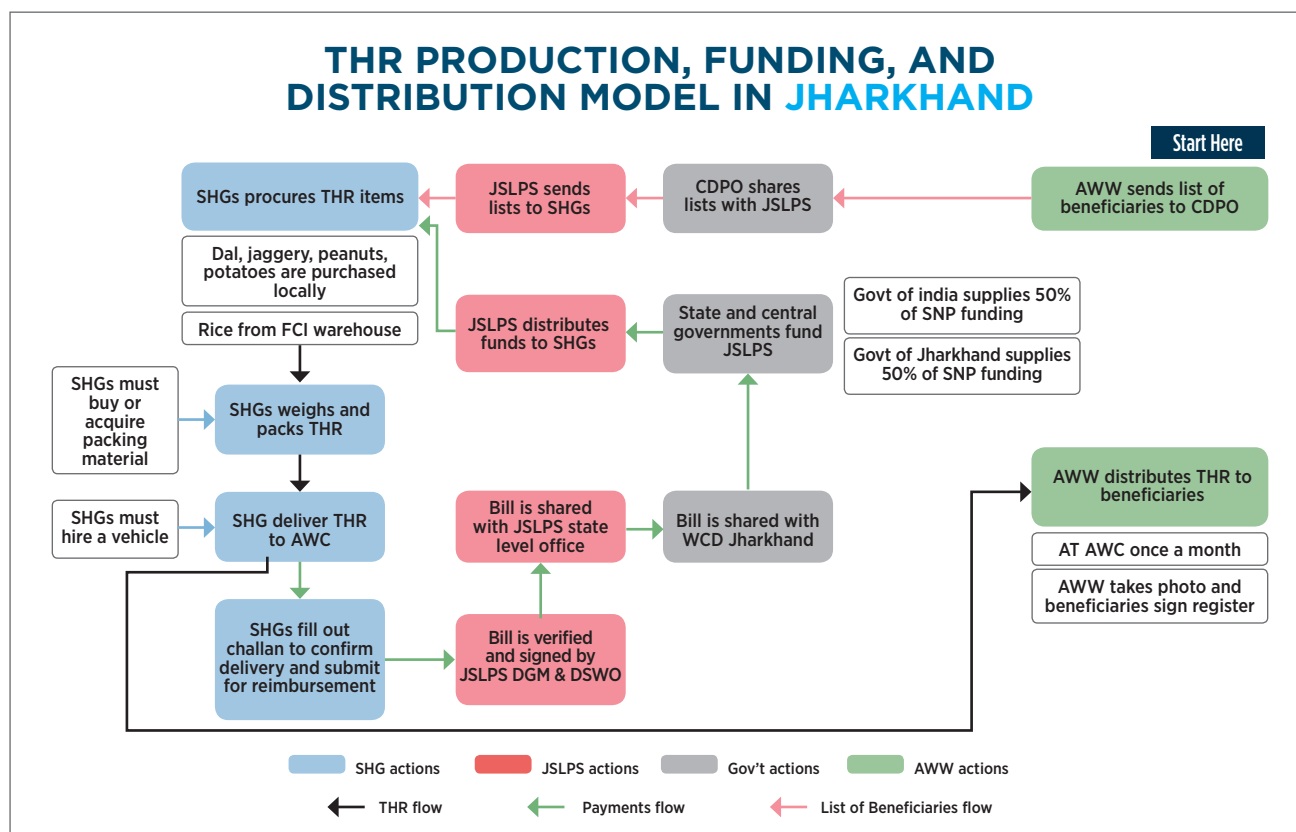 THR PRODUCTION, FUNDING, AND
DISTRIBUTION MODEL IN JHARKHAND
Start Here
AWW sends list of
beneficiaries to CDPO
CDPO shares
lists with JSLPS
JSLPS sends
lists to SHGs
SHGs procures THR items
Dal, jaggery, peanuts,
potatoes are purchased
locally
Rice from FCI warehouse
JSLPS distributes
funds to SHGs
State and central
governments fund
JSLPS
Govt of india supplies 50%
of SNP funding
Govt of Jharkhand supplies
50% of SNP funding
SHGs must
buy or
acquire
packing
material
SHGs weighs and
packs THR
SHGs must
hire a vehicle
SHG deliver THR
to AWC
Bill is shared
with JSLPS state
level office
Bill is shared with
WCD Jharkhand
AWW distributes THR to
beneficiaries
AT AWC once a month
AWW takes photo and
beneficiaries sign register
SHGs fill out
challan to confirm
delivery and submit
for reimbursement
Bill is verified
and signed by
JSLPS DGM & DSWO
SHG actions
JSLPS actions
Gov't actions
AWW actions
THR flow
Payments flow
List of Beneficiaries flow